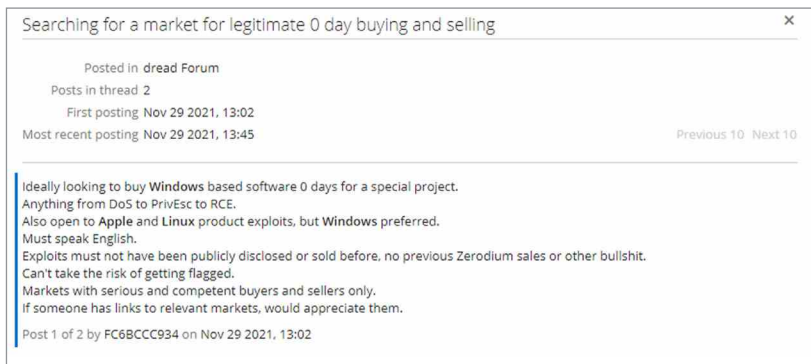 Searching for a market for legitimate 0 day buying and selling ×
Posted in dread Forum
Posts in thread 2
First posting Nov 29 2021, 13:02
Most recent posting Nov 29 2021, 13:45 Previous 10 Next 10
Ideally looking to buy Windows based software 0 days for a special project.
Anything from DoS to PrivEsc to RCE.
Also open to Apple and Linux product exploits, but Windows preferred.
Must speak English.
Exploits must not have been publicly disclosed or sold before, no previous Zerodium sales or other bullshit.
Can't take the risk of getting flagged.
Markets with serious and competent buyers and sellers only.
If someone has links to relevant markets, would appreciate them.
Post 1 of 2 by FC6BCCC934 on Nov 29 2021, 13:02